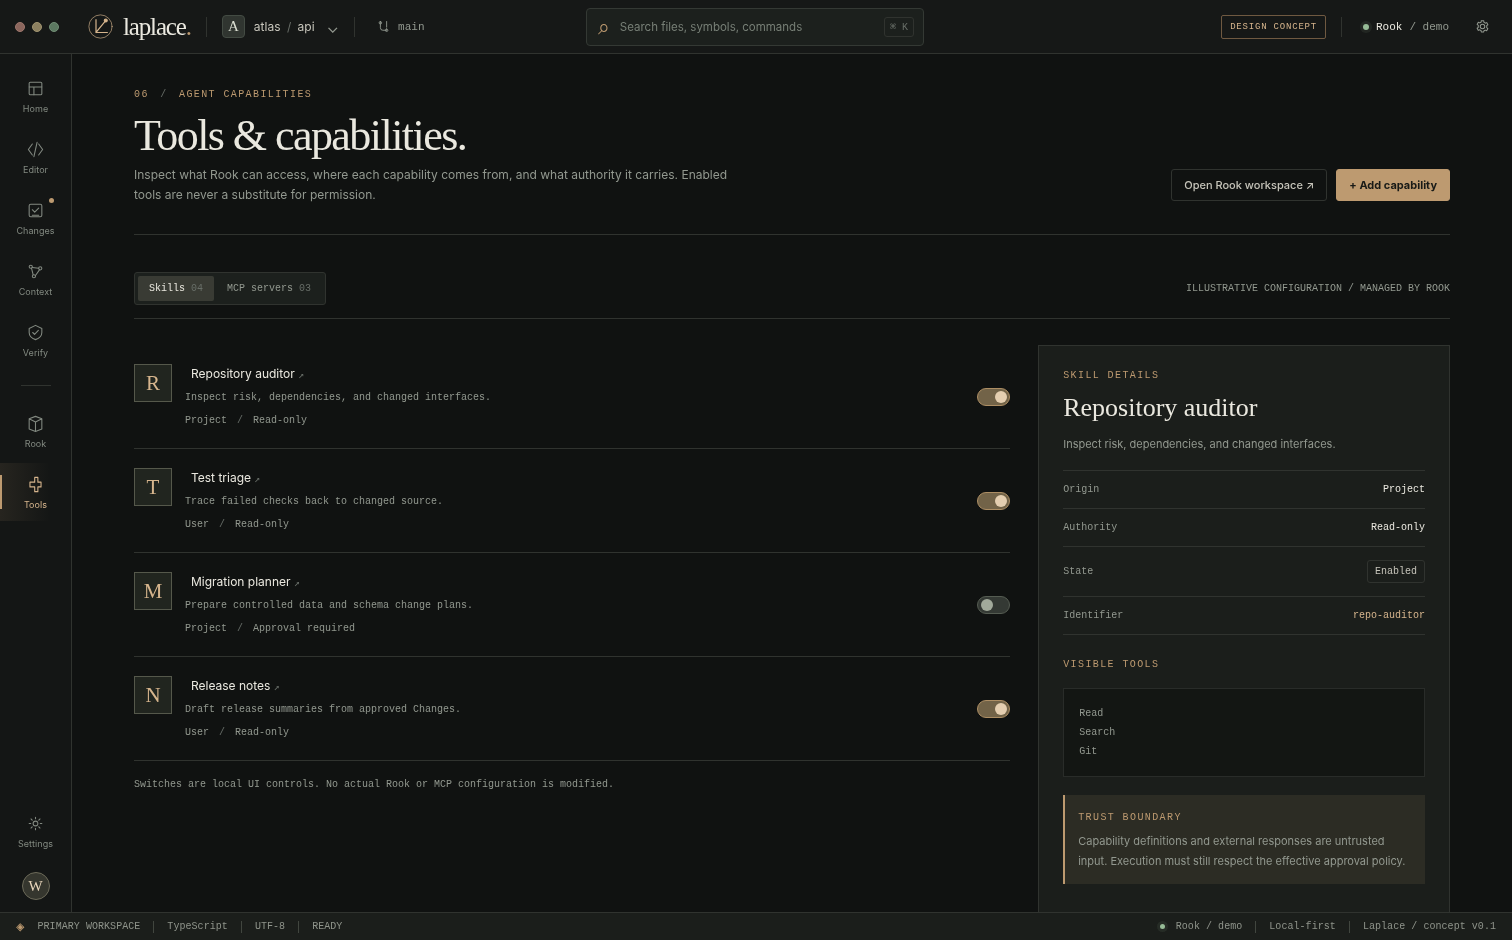 laplace.
A atlas / api
main
Search files, symbols, commands
⌘ K
DESIGN CONCEPT
Rook / demo
Home
Editor
Changes
Context
Verify
Rook
Tools
Settings
W
06 / AGENT CAPABILITIES
Tools & capabilities.
Inspect what Rook can access, where each capability comes from, and what authority it carries. Enabled
tools are never a substitute for permission.
Open Rook workspace ↗
+ Add capability
Skills 04
MCP servers 03
ILLUSTRATIVE CONFIGURATION / MANAGED BY ROOK
R
Repository auditor ↗
Inspect risk, dependencies, and changed interfaces.
Project / Read-only
T
Test triage ↗
Trace failed checks back to changed source.
User / Read-only
M
Migration planner ↗
Prepare controlled data and schema change plans.
Project / Approval required
N
Release notes ↗
Draft release summaries from approved Changes.
User / Read-only
Switches are local UI controls. No actual Rook or MCP configuration is modified.
SKILL DETAILS
Repository auditor
Inspect risk, dependencies, and changed interfaces.
Origin Project
Authority Read-only
State Enabled
Identifier repo-auditor
VISIBLE TOOLS
Read
Search
Git
TRUST BOUNDARY
Capability definitions and external responses are untrusted
input. Execution must still respect the effective approval policy.
PRIMARY WORKSPACE
TypeScript
UTF-8
READY
Rook / demo
Local-first
Laplace / concept v0.1